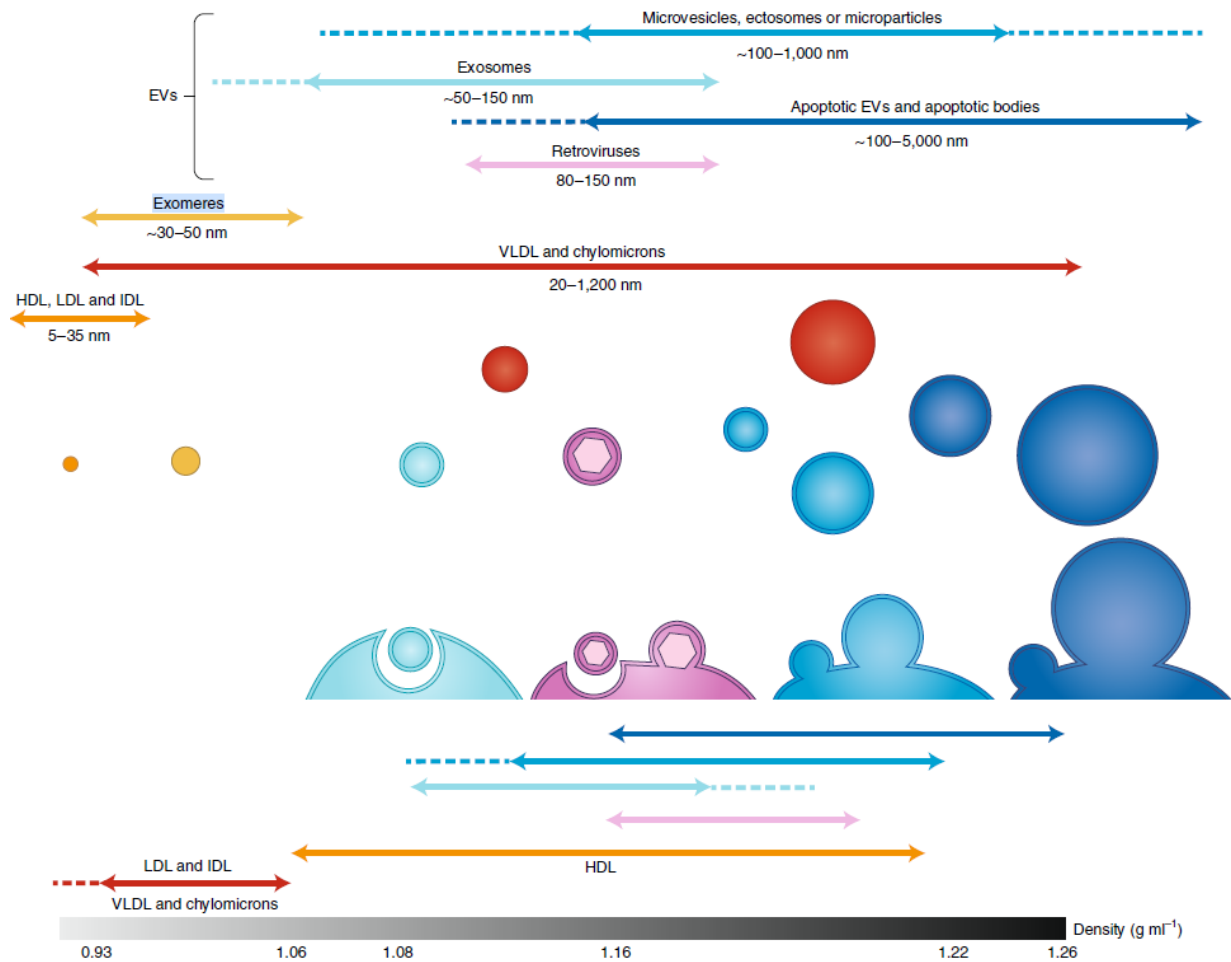 Microvesicles, ectosomes or microparticles
~100–1,000 nm
Exosomes
~50–150 nm
EVs
Apoptotic EVs and apoptotic bodies
~100–5,000 nm
Retroviruses
80–150 nm
Exomeres
~30–50 nm
VLDL and chylomicrons
20–1,200 nm
HDL, LDL and IDL
5–35 nm
HDL
LDL and IDL
VLDL and chylomicrons
Density (g ml⁻¹)
0.93 1.06 1.08 1.16 1.22 1.26